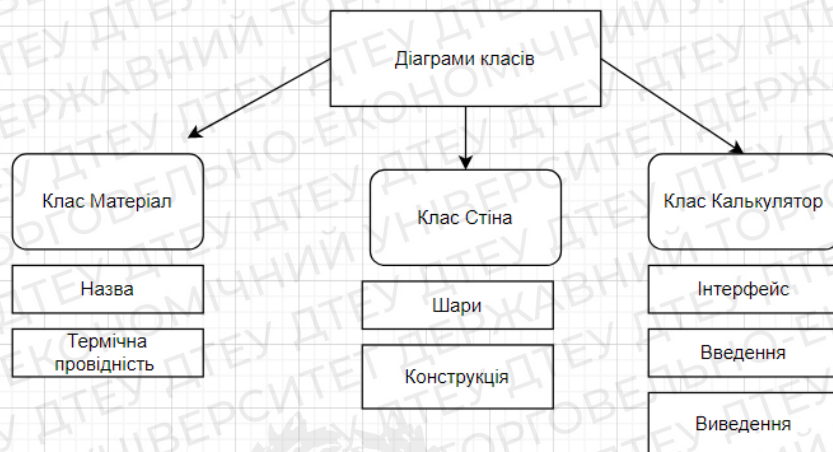 Діаграми класів
Клас Матеріал
Клас Стіна
Клас Калькулятор
Назва
Термічна
провідність
Шари
Конструкція
Інтерфейс
Введення
Виведення